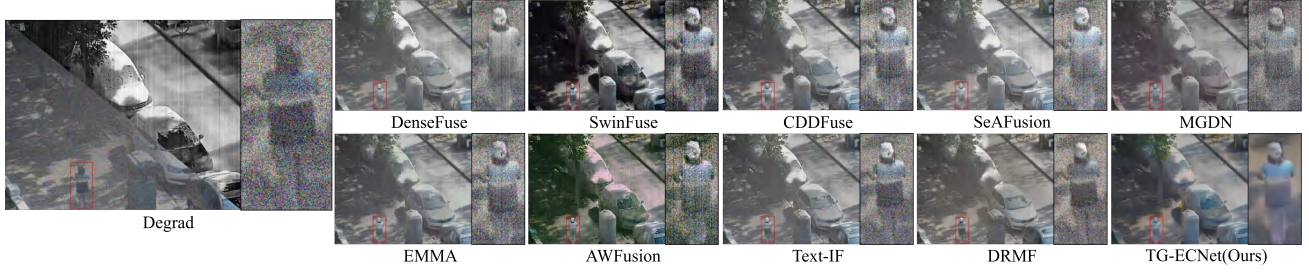 DenseFuse SwinFuse CDDFuse SeAFusion MGDN
Degrad
EMMA AWFusion Text-IF DRMF TG-ECNet(Ours)